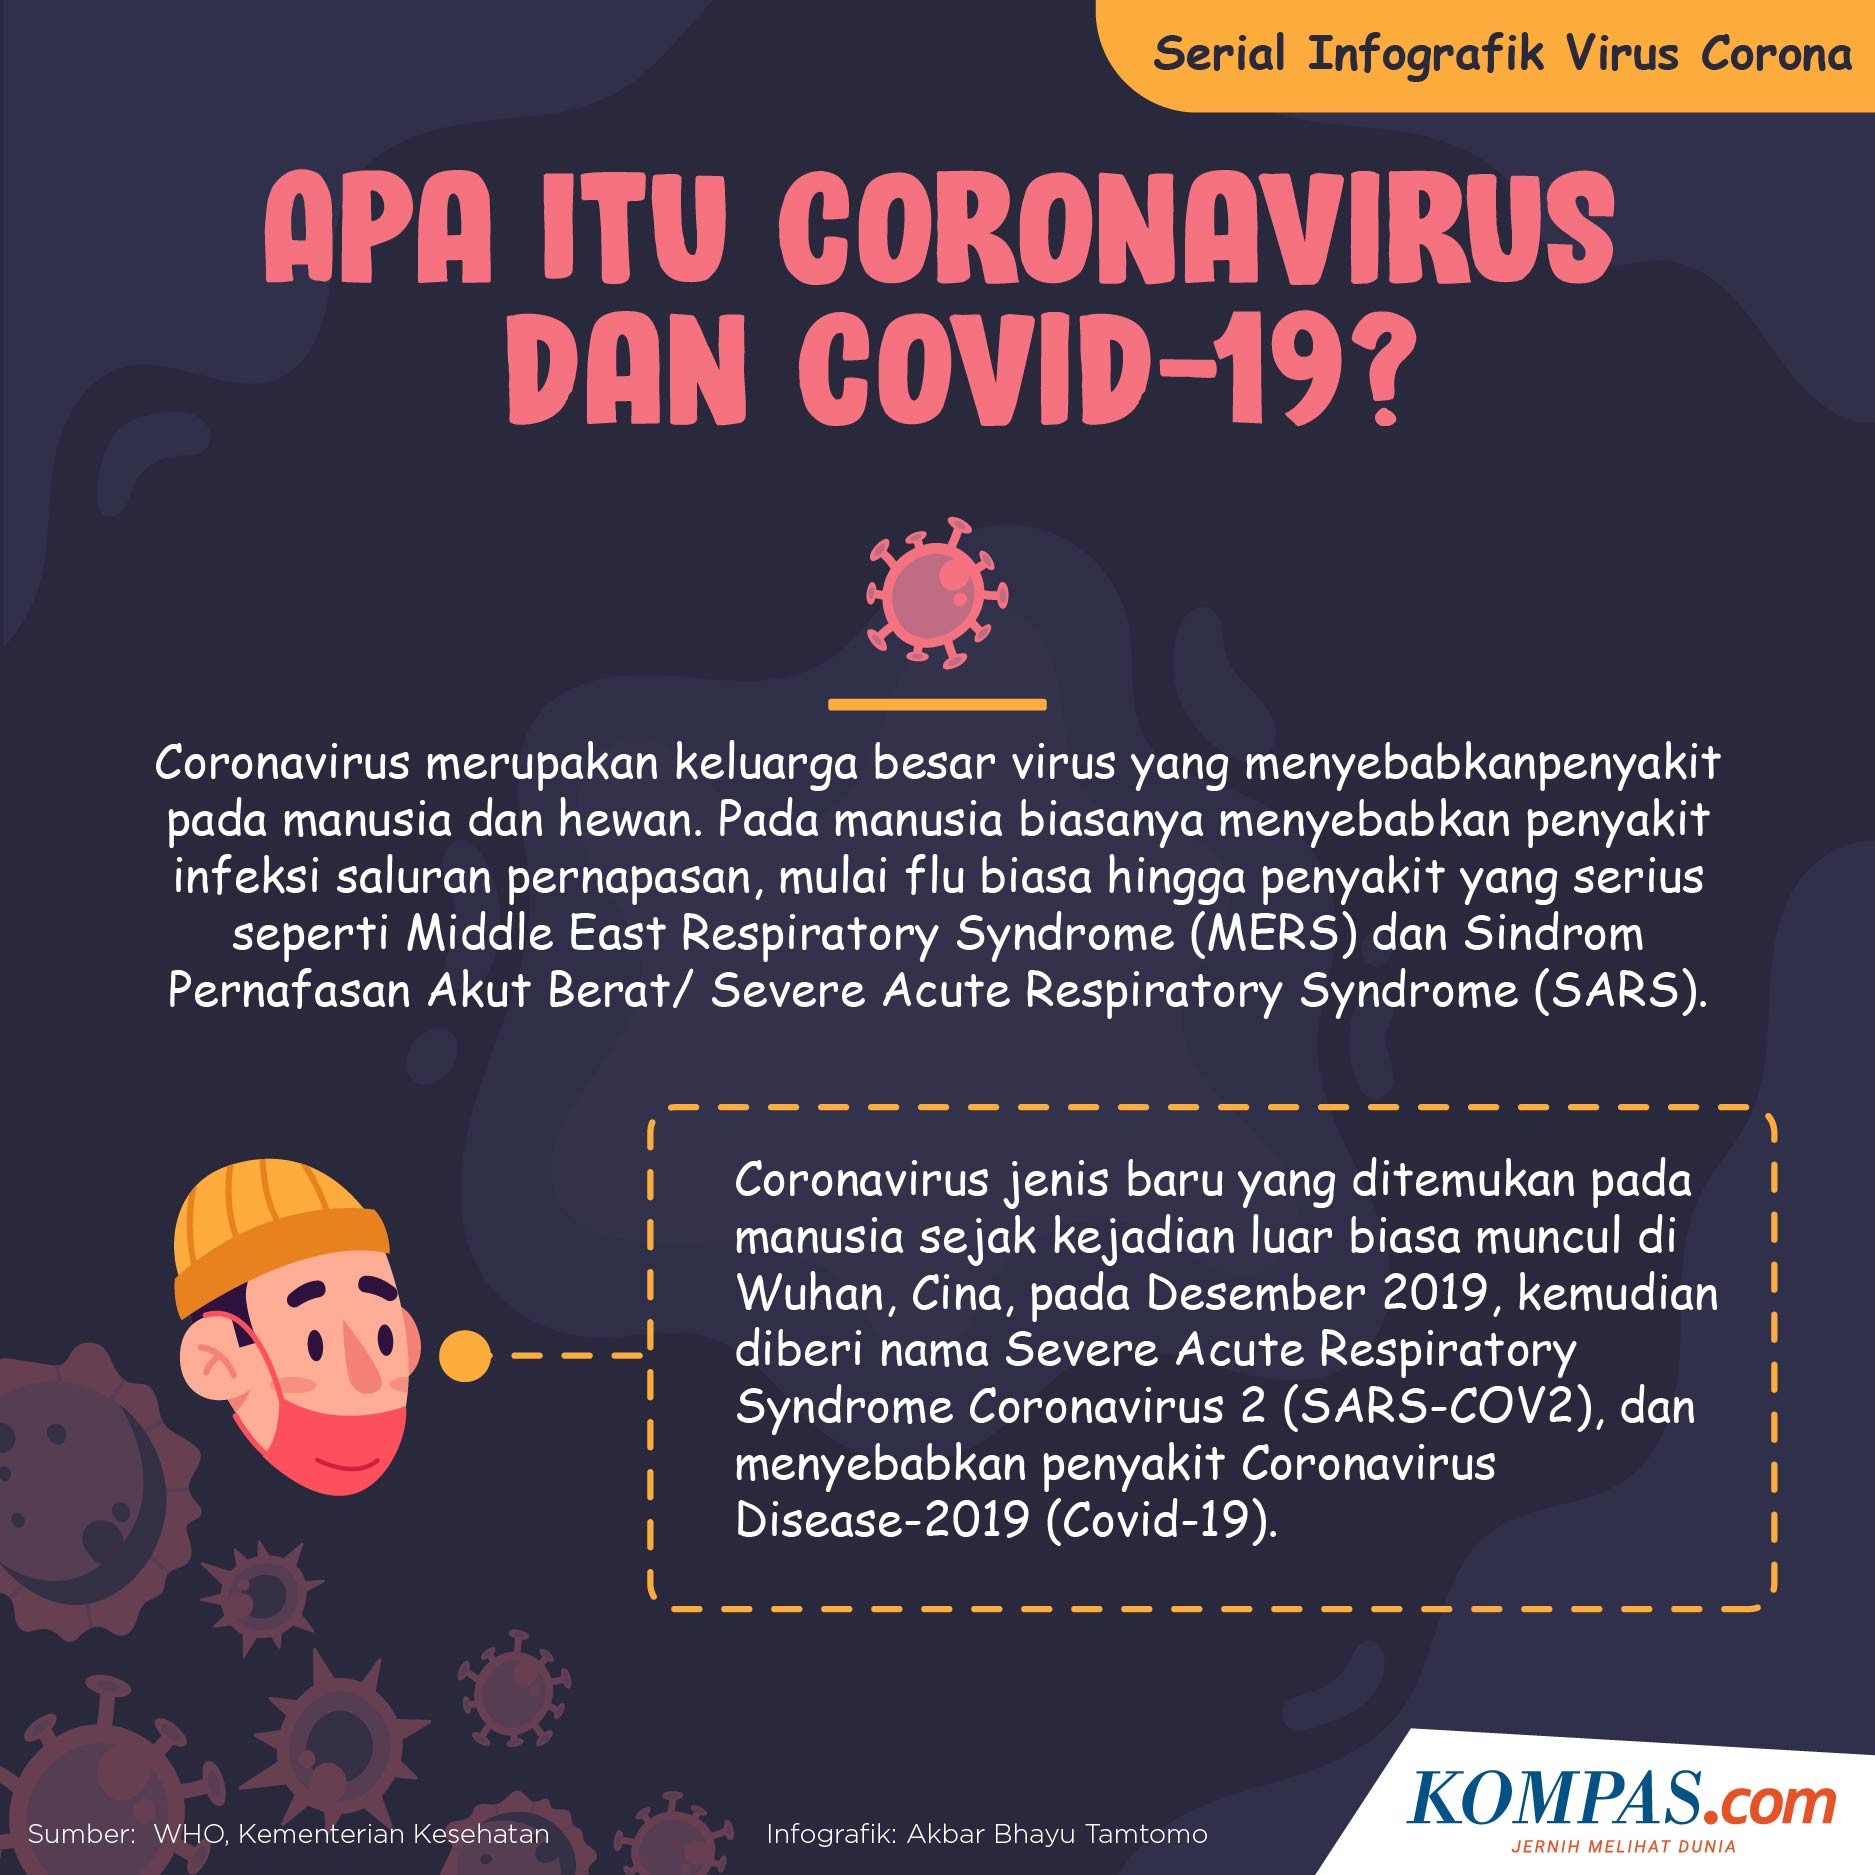 Serial Infografik Virus Corona
APA ITU CORONAVIRUS
DAN COVID-19?
Coronavirus merupakan keluarga besar virus yang menyebabkanpenyakit
pada manusia dan hewan. Pada manusia biasanya menyebabkan penyakit
infeksi saluran pernapasan, mulai flu biasa hingga penyakit yang serius
seperti Middle East Respiratory Syndrome (MERS) dan Sindrom
Pernafasan Akut Berat/ Severe Acute Respiratory Syndrome (SARS).
Coronavirus jenis baru yang ditemukan pada
manusia sejak kejadian luar biasa muncul di
Wuhan, Cina, pada Desember 2019, kemudian
diberi nama Severe Acute Respiratory
Syndrome Coronavirus 2 (SARS-COV2), dan
menyebabkan penyakit Coronavirus
Disease-2019 (Covid-19).
Sumber: WHO, Kementerian Kesehatan
Infografik: Akbar Bhayu Tamtomo
KOMPAS.com
JERNIH MELIHAT DUNIA